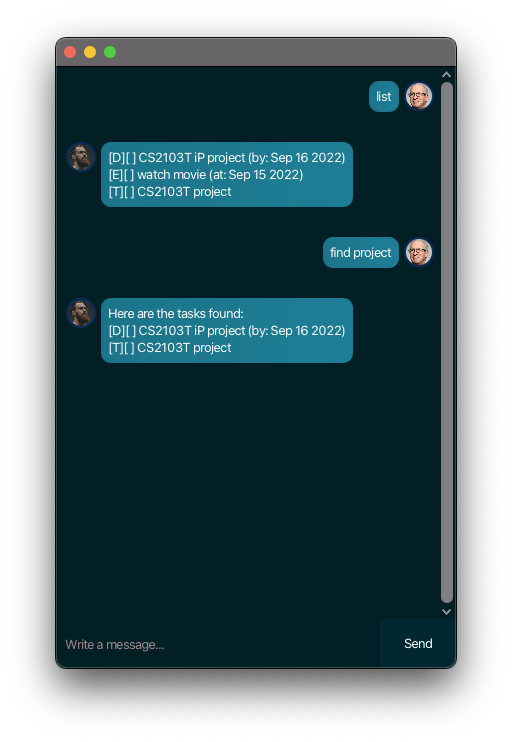 list
[D][ ] CS2103T iP project (by: Sep 16 2022)
[E][ ] watch movie (at: Sep 15 2022)
[T][ ] CS2103T project
find project
Here are the tasks found:
[D][ ] CS2103T iP project (by: Sep 16 2022)
[T][ ] CS2103T project
Write a message...
Send